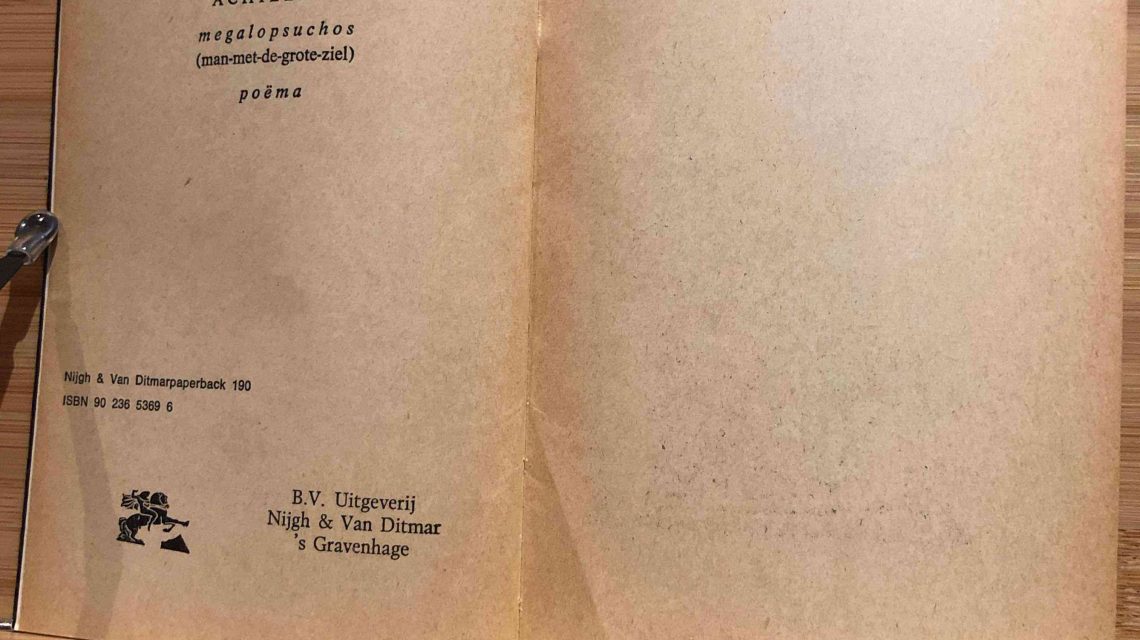 megalopsuchos
(man-met-de-grote-ziel)
poëma
Nijgh & Van Ditmarpaperback 190
ISBN 90 236 5369 6
B.V. Uitgeverij
Nijgh & Van Ditmar
's Gravenhage